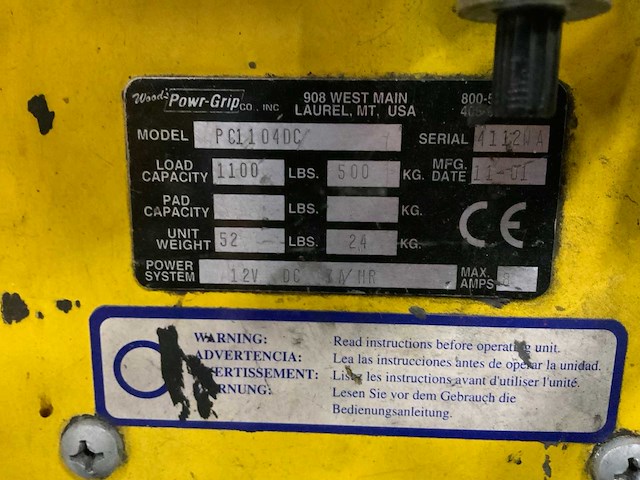 Wood's Powr-Grip CO., INC
908 WEST MAIN
LAUREL, MT. USA
MODEL PC1104DC
SERIAL
LOAD CAPACITY 1100 LBS. 500 KG.
MFG. DATE 11-01
PAD CAPACITY LBS. KG.
UNIT WEIGHT 52 LBS. 24 KG.
CE
POWER SYSTEM 12V DC
MAX. AMPS 8
WARNING: Read instructions before operating unit.
ADVERTENCIA: Lea las instrucciones antes de operar la unidad.
les instructions avant d'utiliser l'unité.
Lesen Sie vor dem Gebrauch die
Bedienungsanleitung.